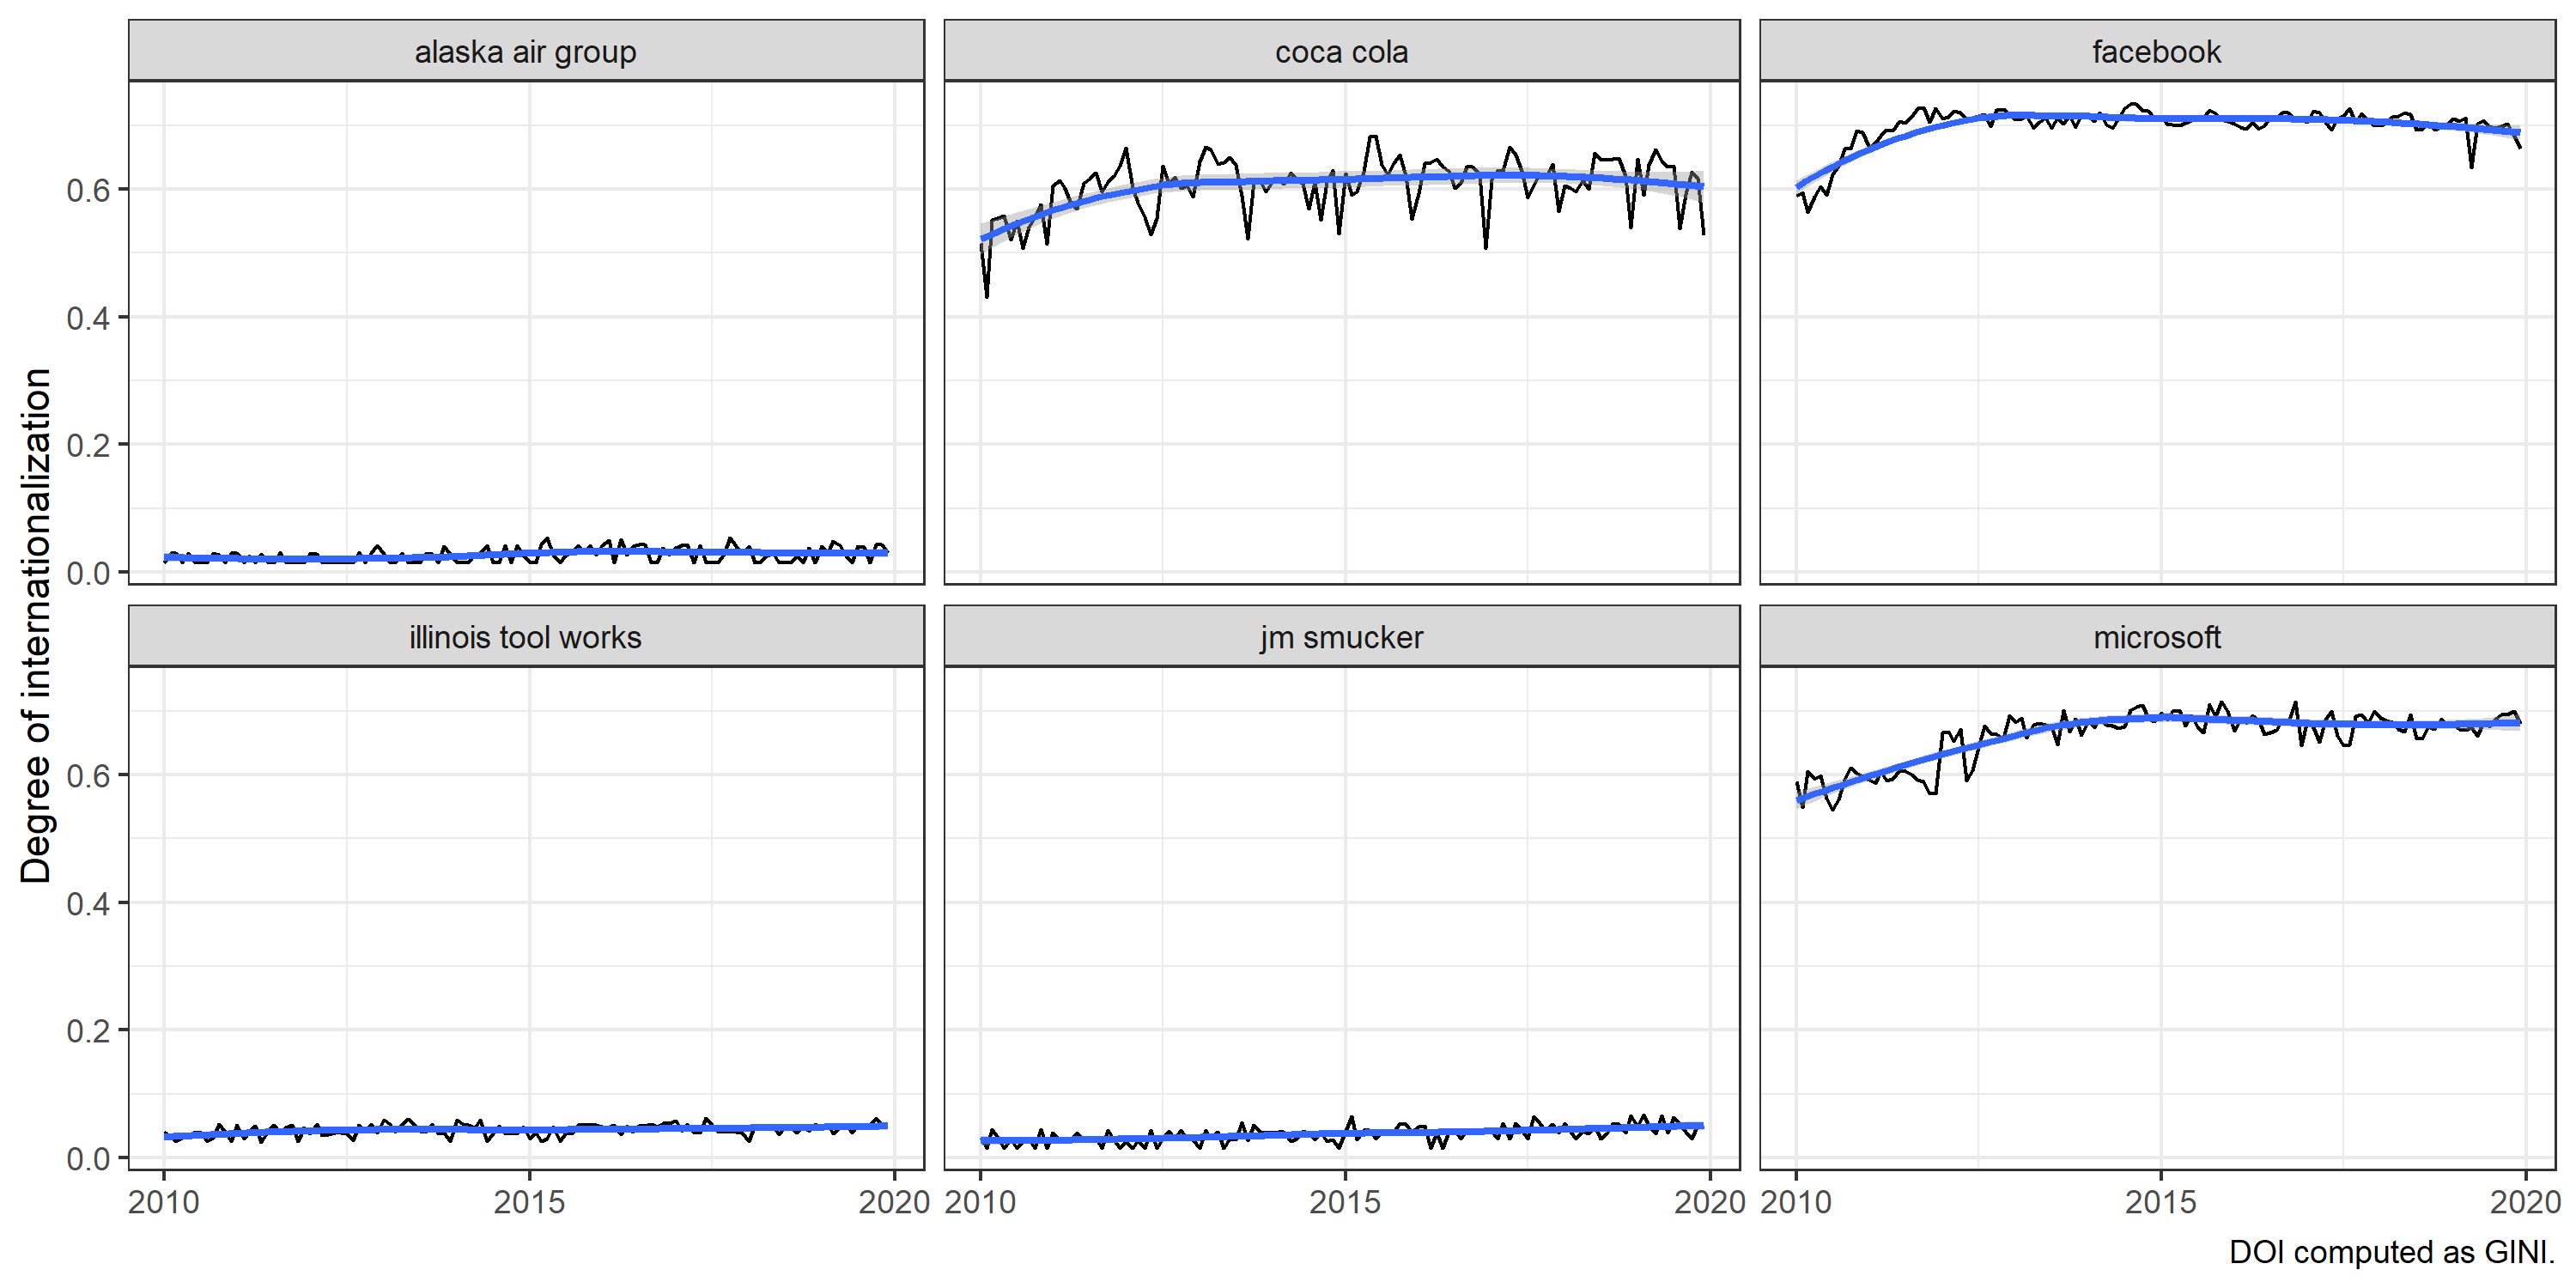 alaska air group
coca cola
facebook
Degree of internationalization
0.6
0.4
0.2
0.0
illinois tool works
jm smucker
microsoft
0.6
0.4
0.2
0.0
2010 2015 2020 2010 2015 2020 2010 2015 2020
DOI computed as GINI.